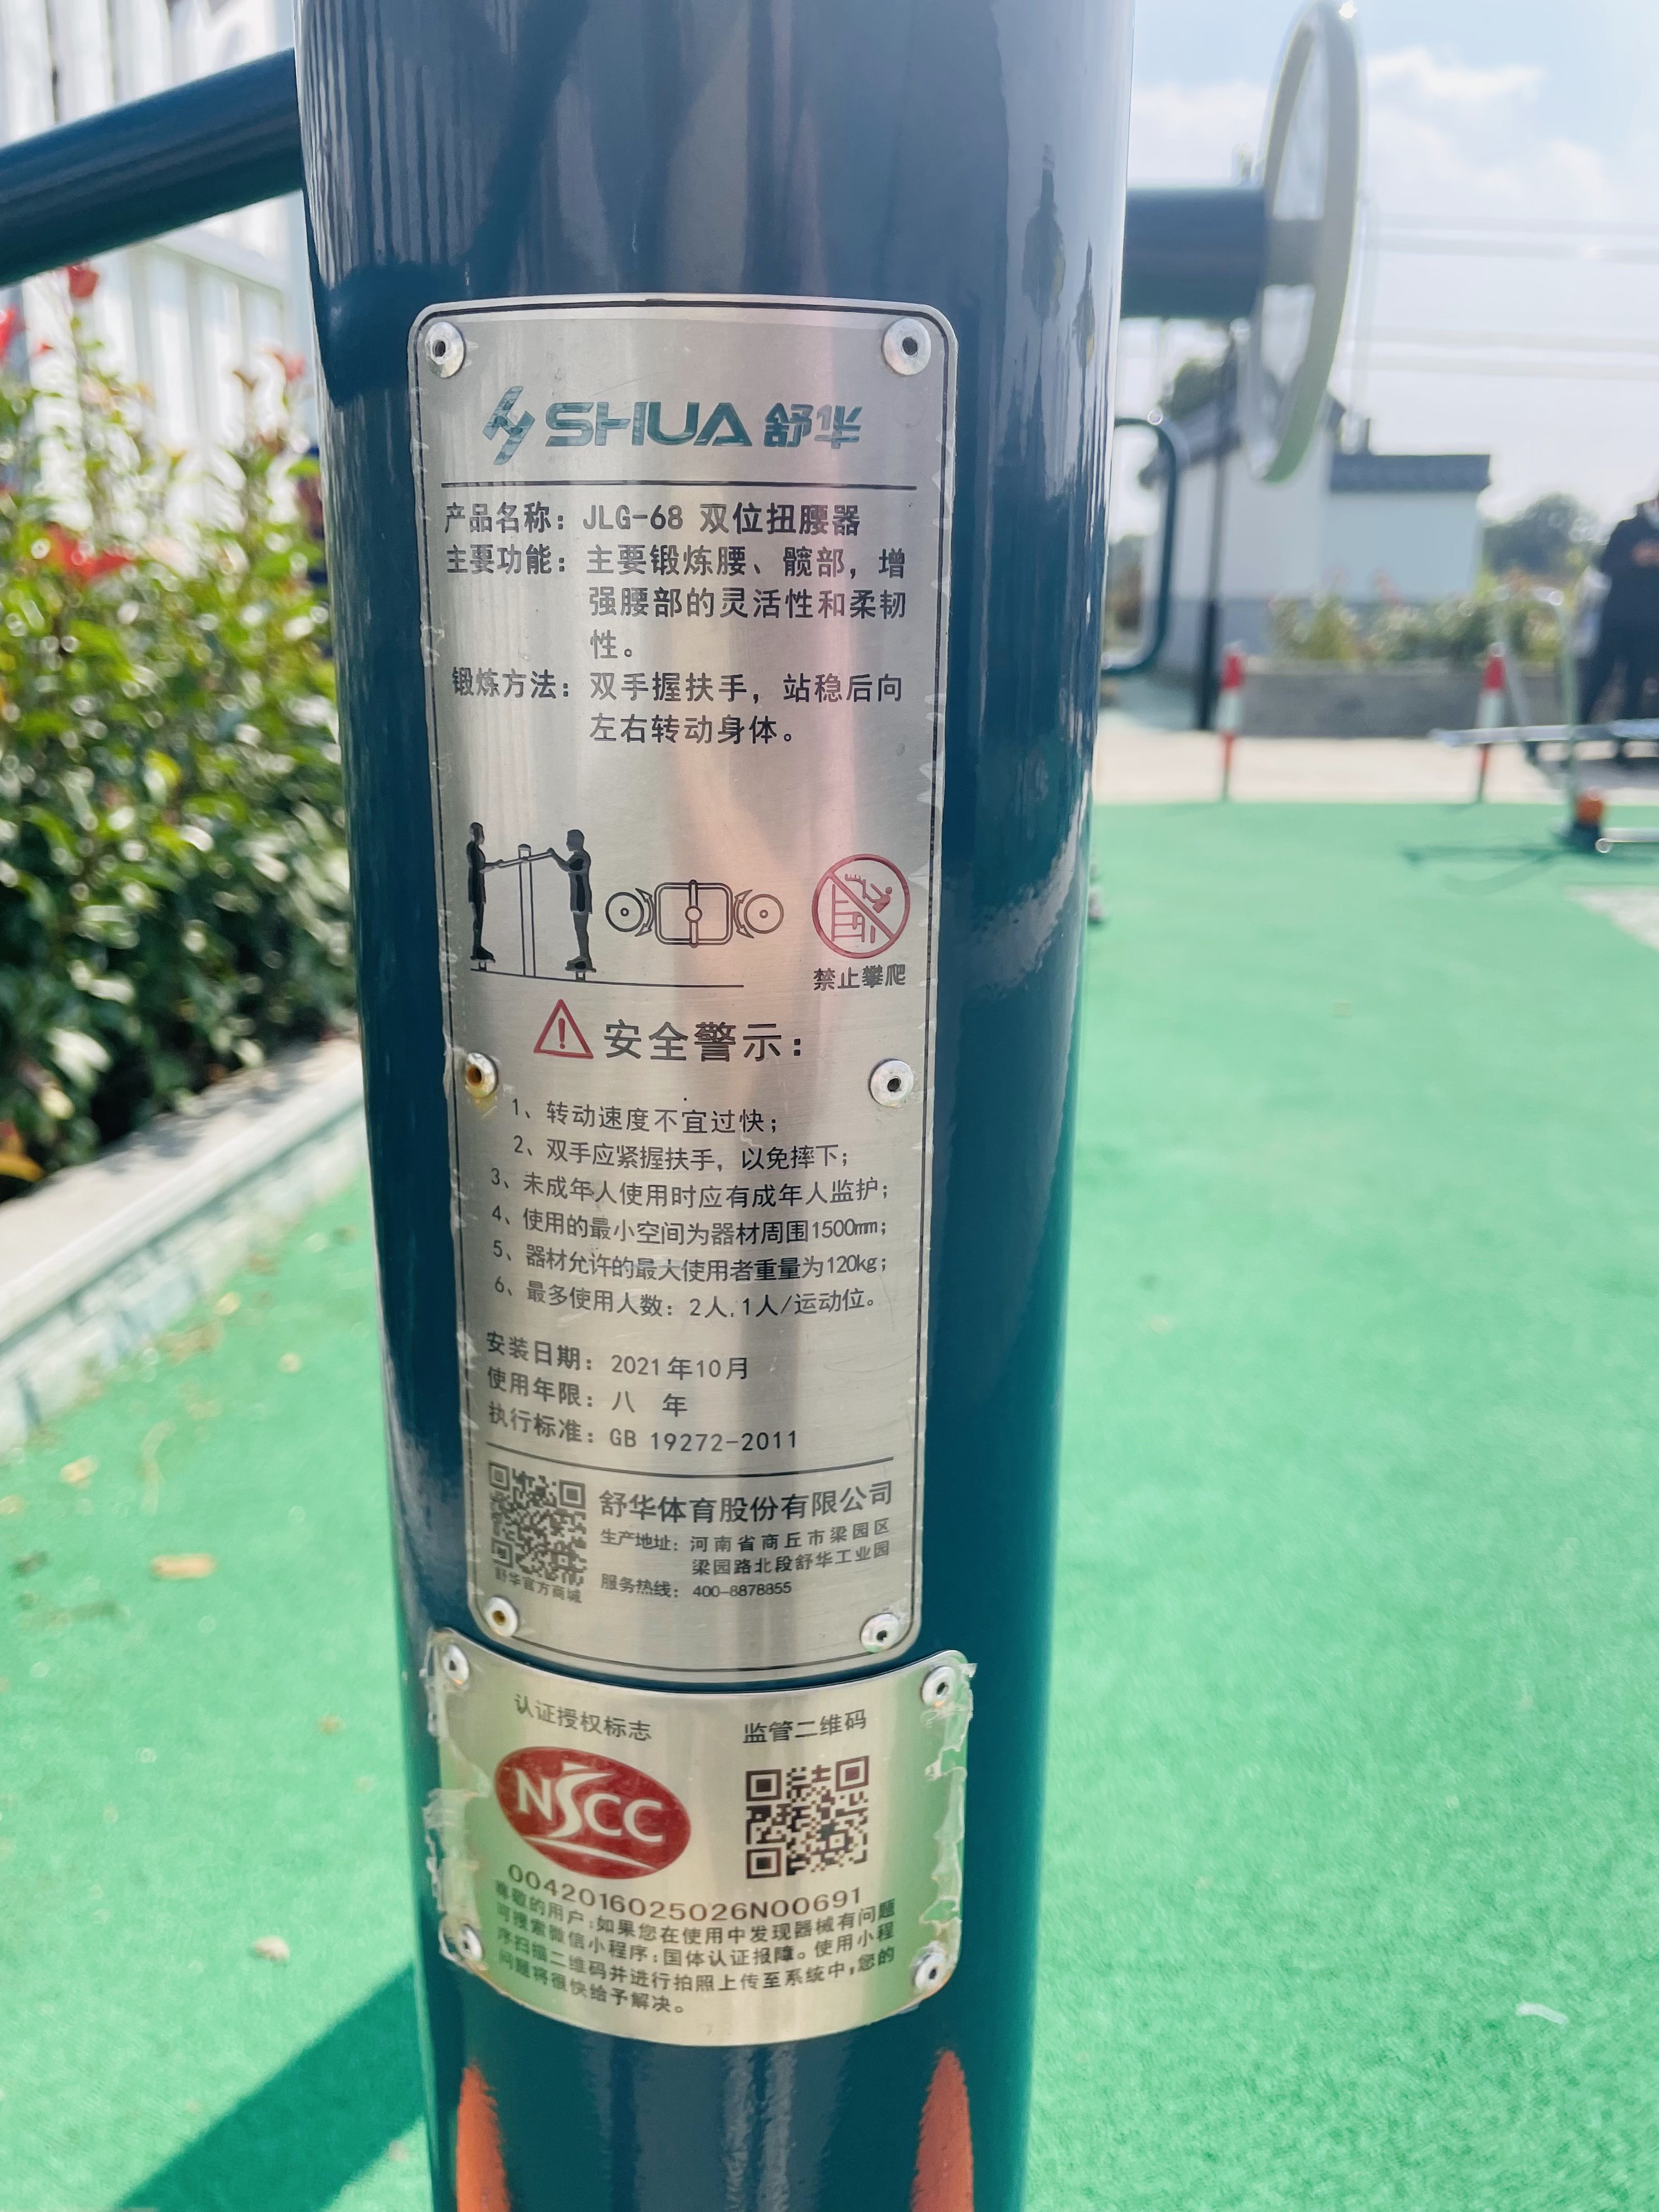 SHUA 舒华
产品名称：JLG-68 双位扭腰器
主要功能：主要锻炼腰、髋部，增
强腰部的灵活性和柔韧
性。
锻炼方法：双手握扶手，站稳后向
左右转动身体。
禁止攀爬
安全警示：
1、转动速度不宜过快；
2、双手应紧握扶手，以免摔下；
3、未成年人使用时应有成年人监护；
4、使用的最小空间为器材周围1500mm；
5、器材允许的最大使用者重量为120kg；
6、最多使用人数：2人，1人/运动位。
安装日期：2021年10月
使用年限：八 年
执行标准：GB 19272-2011
舒华体育股份有限公司
生产地址：河南省商丘市梁园区
梁园路北段舒华工业园
服务热线：400-8878855
舒华官方商城
认证授权标志
监管二维码
NSCC
0042016025026N00691
尊敬的用户：如果您在使用中发现器械有问题
可搜索微信小程序：国体认证报障。使用小程
序扫描二维码并进行拍照上传至系统中，您的
问题将很快给予解决。